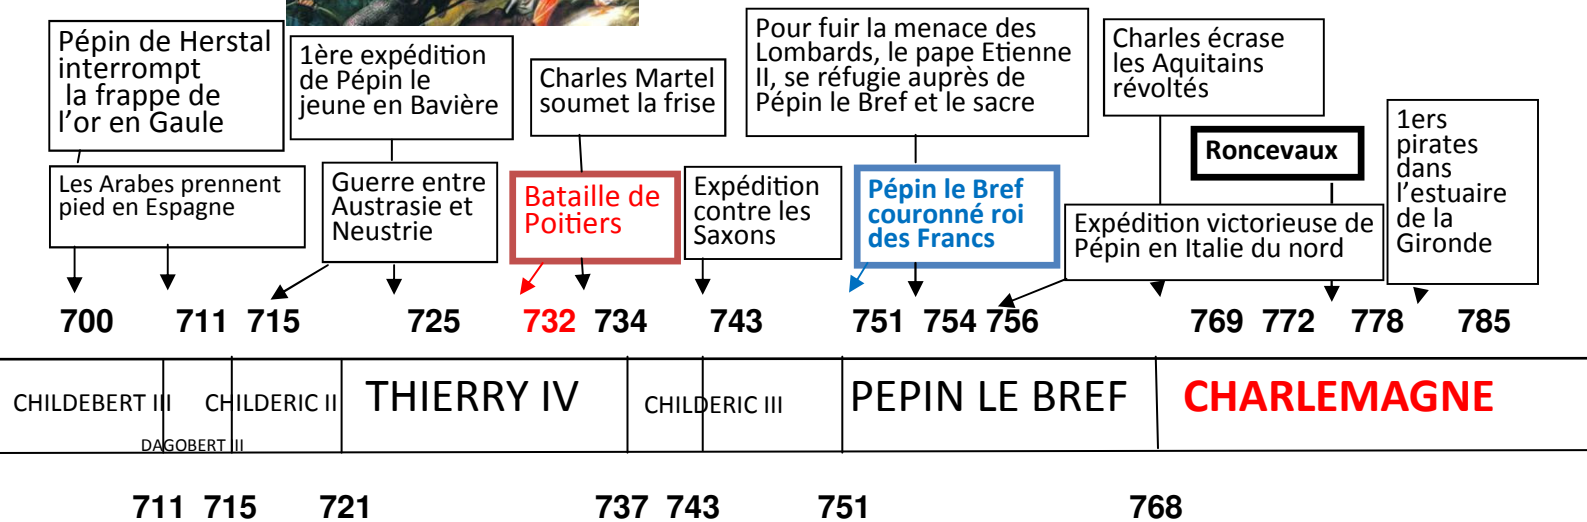 Pépin de Herstal
interrompt
la frappe de
l’or en Gaule
1ère expédition
de Pépin le
jeune en Bavière
Charles Martel
soumet la frise
Pour fuir la menace des
Lombards, le pape Etienne
II, se réfugie auprès de
Pépin le Bref et le sacre
Charles écrase
les Aquitains
révoltés
1ers
pirates
dans
l’estuaire
de la
Gironde
Roncevaux
Les Arabes prennent
pied en Espagne
Guerre entre
Austrasie et
Neustrie
Bataille de
Poitiers
Expédition
contre les
Saxons
Pépin le Bref
couronné roi
des Francs
Expédition victorieuse de
Pépin en Italie du nord
700 711 715 725 732 734 743 751 754 756 769 772 778 785
CHILDEBERT III CHILDERIC II THIERRY IV CHILDERIC III PEPIN LE BREF CHARLEMAGNE
DAGOBERT III
711 715 721 737 743 751 768